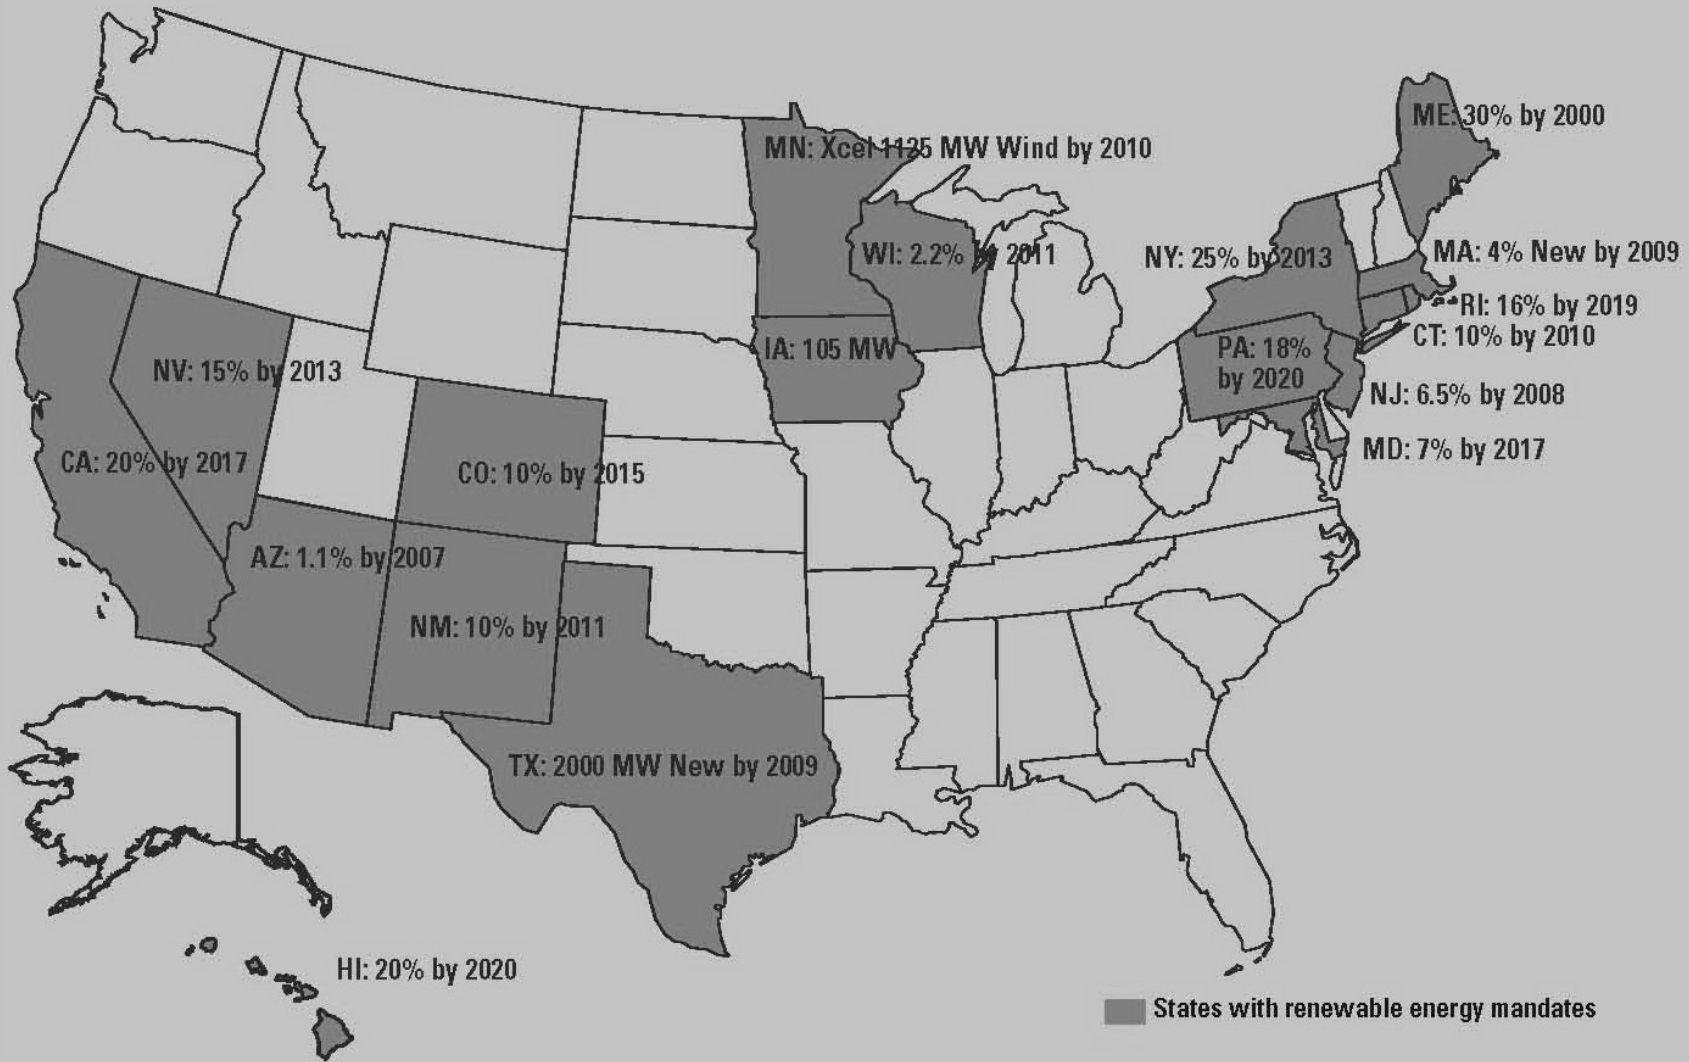 ME: 30% by 2000
MN: Xcel 1125 MW Wind by 2010
WI: 2.2% by 2011
NY: 25% by 2013
MA: 4% New by 2009
RI: 16% by 2019
CT: 10% by 2010
IA: 105 MW
PA: 18%
by 2020
NV: 15% by 2013
NJ: 6.5% by 2008
MD: 7% by 2017
CA: 20% by 2017
CO: 10% by 2015
AZ: 1.1% by 2007
NM: 10% by 2011
TX: 2000 MW New by 2009
HI: 20% by 2020
States with renewable energy mandates